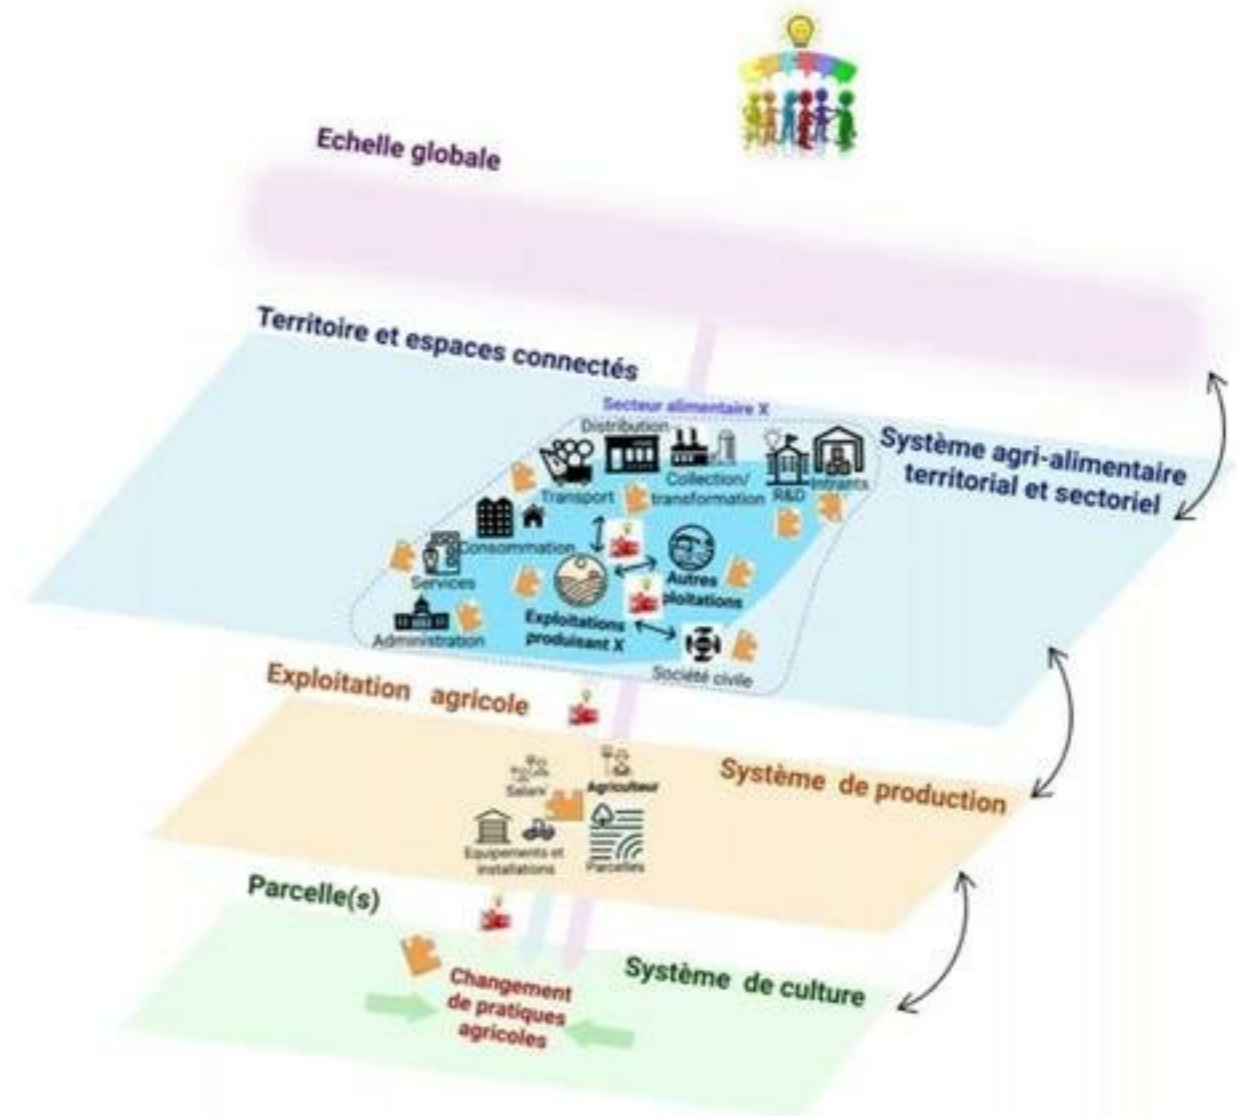 Echelle globale
Territoire et espaces connectés
Secteur alimentaire X
Système agri-alimentaire
territorial et sectoriel
Distribution
Transport
Collection/
transformation
R&D
Intrants
Consommation
Services
Administration
Autres
ploitations
Exploitations
produisant X
Société civile
Exploitation agricole
Système de production
Salarié
Agriculteur
Equipements et
installations
Parcelles
Parcelle(s)
Système de culture
Changement
de pratiques
agricoles